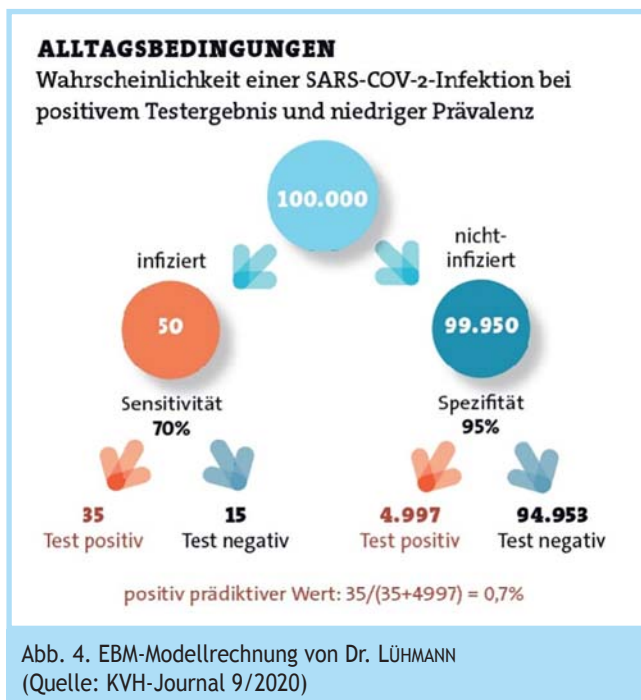 ALLTAGSBEDINGUNGEN
Wahrscheinlichkeit einer SARS-COV-2-Infektion bei
positivem Testergebnis und niedriger Prävalenz
100.000
infiziert
nicht-
infiziert
50
99.950
Sensitivität
70%
Spezifität
95%
35
Test positiv
15
Test negativ
4.997
Test positiv
94.953
Test negativ
positiv prädiktiver Wert: 35/(35+4997) = 0,7%
Abb. 4. EBM-Modellrechnung von Dr. LÜHMANN
(Quelle: KVH-Journal 9/2020)